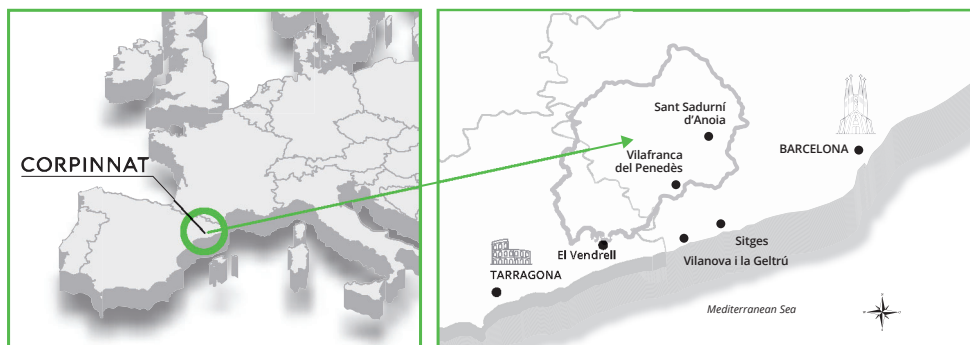 CORPINNAT
Sant Sadurní
d'Anoia
BARCELONA
Vilafranca
del Penedès
El Vendrell
Sitges
Vilanova i la Geltrú
TARRAGONA
Mediterranean Sea